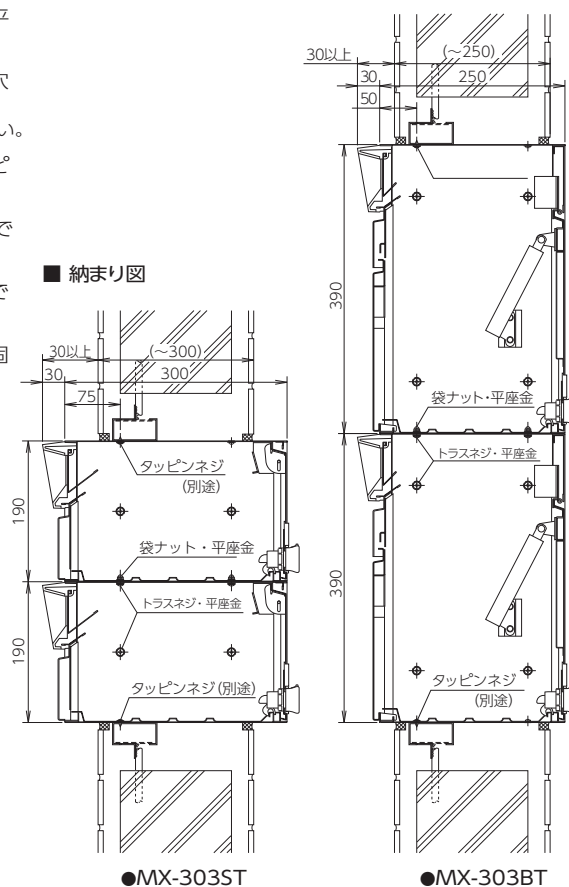 い。
ピ
で
で
■ 納まり図
30以上
(～300)
30
300
75
190
タッピンネジ
(別途)
袋ナット・平座金
190
トラスネジ・平座金
タッピンネジ(別途)
●MX-303ST
30以上
(～250)
30
250
50
390
袋ナット・平座金
トラスネジ・平座金
390
タッピンネジ
(別途)
●MX-303BT